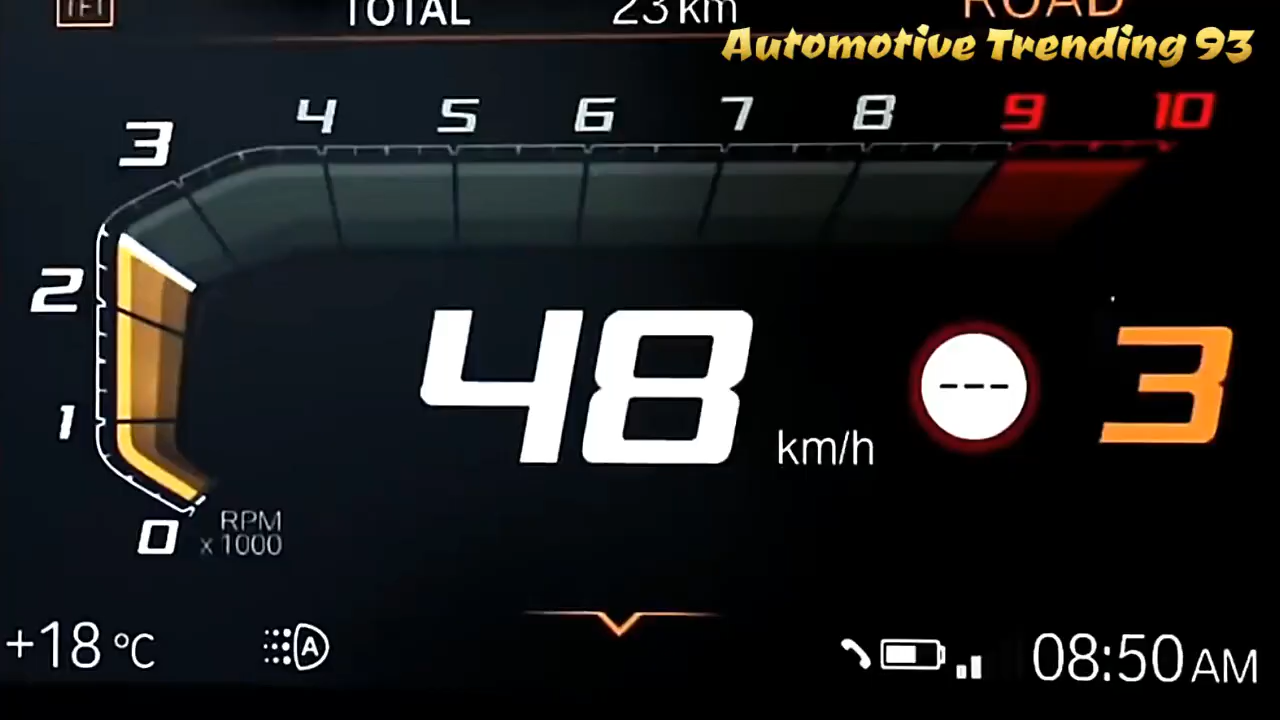 TFT TOTAL 23 km ROAD
Automotive Trending 93
3 4 5 6 7 8 9 10
2
48 km/h --- 3
1
0 RPM x 1000
+18 °C A 08:50 AM